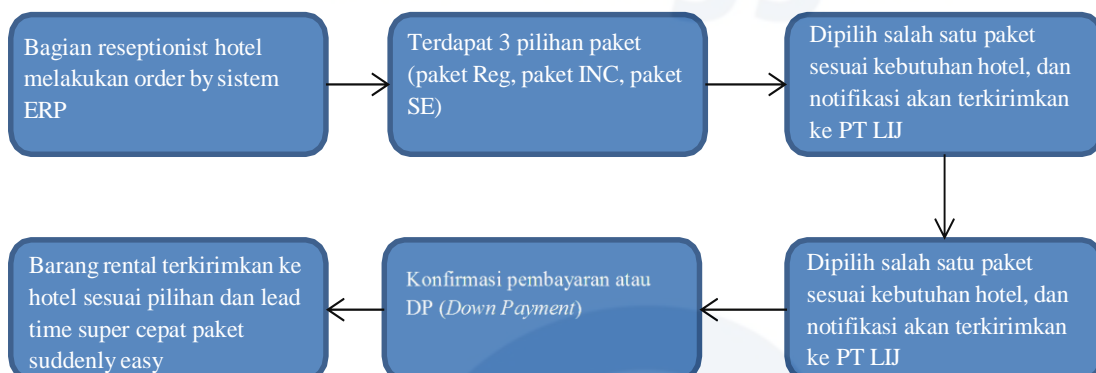 Bagian reseptionist hotel
melakukan order by sistem
ERP
Terdapat 3 pilihan paket
(paket Reg, paket INC, paket
SE)
Dipilih salah satu paket
sesuai kebutuhan hotel, dan
notifikasi akan terkirimkan
ke PT LIJ
Dipilih salah satu paket
sesuai kebutuhan hotel, dan
notifikasi akan terkirimkan
ke PT LIJ
Konfirmasi pembayaran atau
DP (Down Payment)
Barang rental terkirimkan ke
hotel sesuai pilihan dan lead
time super cepat paket
suddenly easy